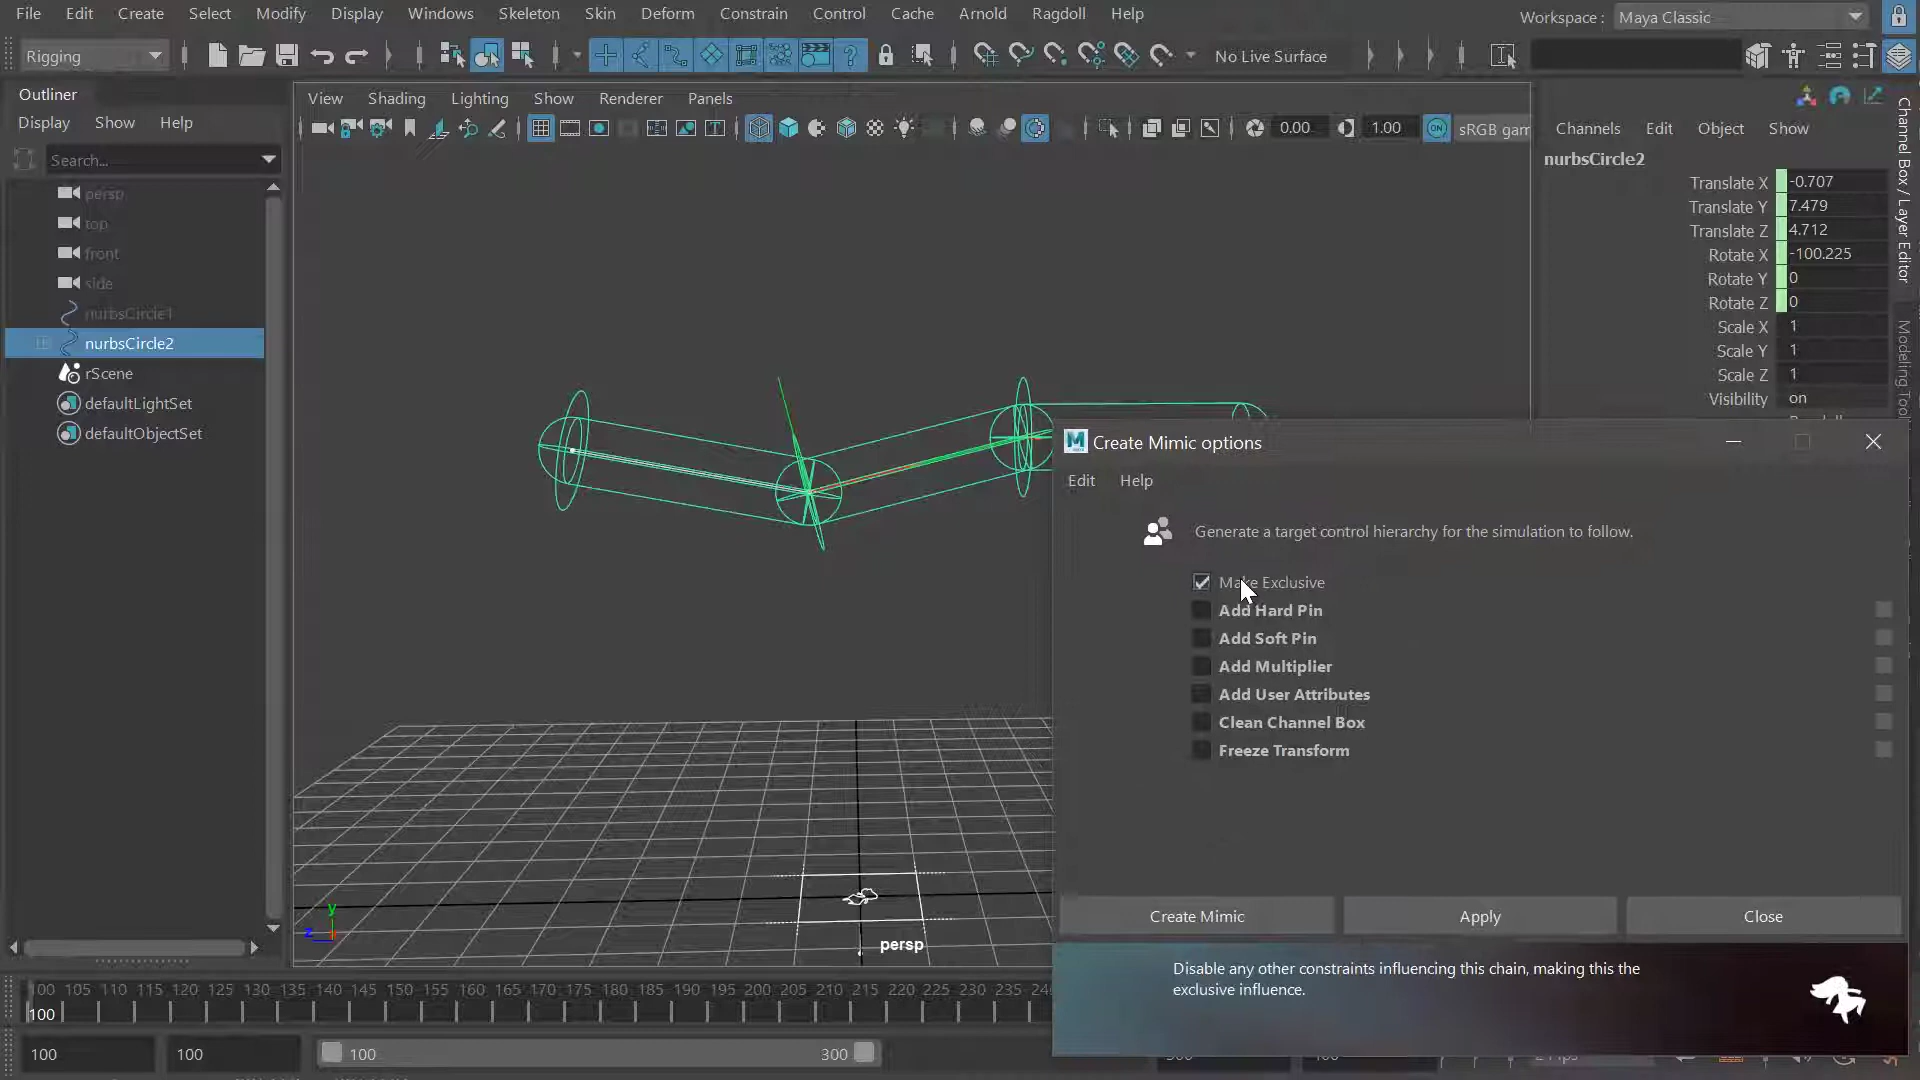 File Edit Create Select Modify Display Windows Skeleton Skin Deform Constrain Control Cache Arnold Ragdoll Help
Workspace : Maya Classic
Rigging
No Live Surface
Outliner
Display Show Help
Search...
persp
top
front
side
nurbsCircle1
nurbsCircle2
rScene
defaultLightSet
defaultObjectSet
View Shading Lighting Show Renderer Panels
0.00 1.00 ON sRGB gam
persp
y
z
Channels Edit Object Show
nurbsCircle2
Translate X -0.707
Translate Y 7.479
Translate Z 4.712
Rotate X -100.225
Rotate Y 0
Rotate Z 0
Scale X 1
Scale Y 1
Scale Z 1
Visibility on
Channel Box / Layer Editor
Modeling Tool
Create Mimic options
Edit Help
Generate a target control hierarchy for the simulation to follow.
Make Exclusive
Add Hard Pin
Add Soft Pin
Add Multiplier
Add User Attributes
Clean Channel Box
Freeze Transform
Create Mimic Apply Close
Disable any other constraints influencing this chain, making this the
exclusive influence.
100 105 110 115 120 125 130 135 140 145 150 155 160 165 170 175 180 185 190 195 200 205 210 215 220 225 230 235
100
100 100 100 300